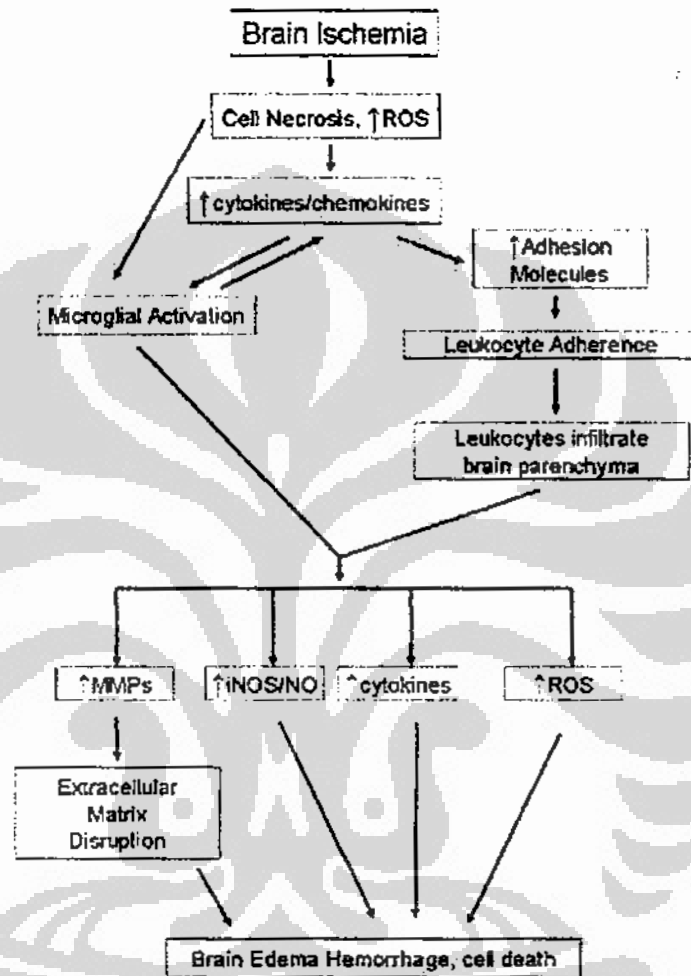 Brain Ischemia
Cell Necrosis, ↑ROS
↑cytokines/chemokines
↑Adhesion
Molecules
Microglial Activation
Leukocyte Adherence
Leukocytes infiltrate
brain parenchyma
↑MMPs
↑iNOS/NO
↑cytokines
↑ROS
Extracellular
Matrix
Disruption
Brain Edema Hemorrhage, cell death